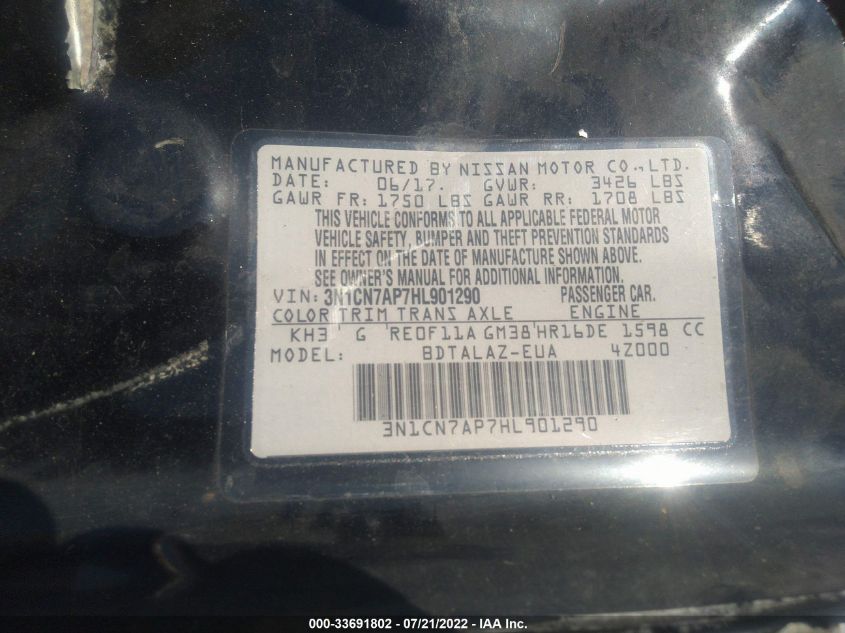 MANUFACTURED BY NISSAN MOTOR CO., LTD.
DATE: 06/17. GVWR: 3426 LBS
GAWR FR: 1750 LBS GAWR RR: 1708 LBS
THIS VEHICLE CONFORMS TO ALL APPLICABLE FEDERAL MOTOR
VEHICLE SAFETY, BUMPER AND THEFT PREVENTION STANDARDS
IN EFFECT ON THE DATE OF MANUFACTURE SHOWN ABOVE.
SEE OWNER'S MANUAL FOR ADDITIONAL INFORMATION.
VIN: 3N1CN7AP7HL901290 PASSENGER CAR.
COLOR TRIM TRANS AXLE ENGINE
KH3 G RE0F11A GM38 HR16DE 1598 CC
MODEL: BDTALAZ-EUA 4Z000
3N1CN7AP7HL901290
000-33691802 - 07/21/2022 - IAA, Inc.